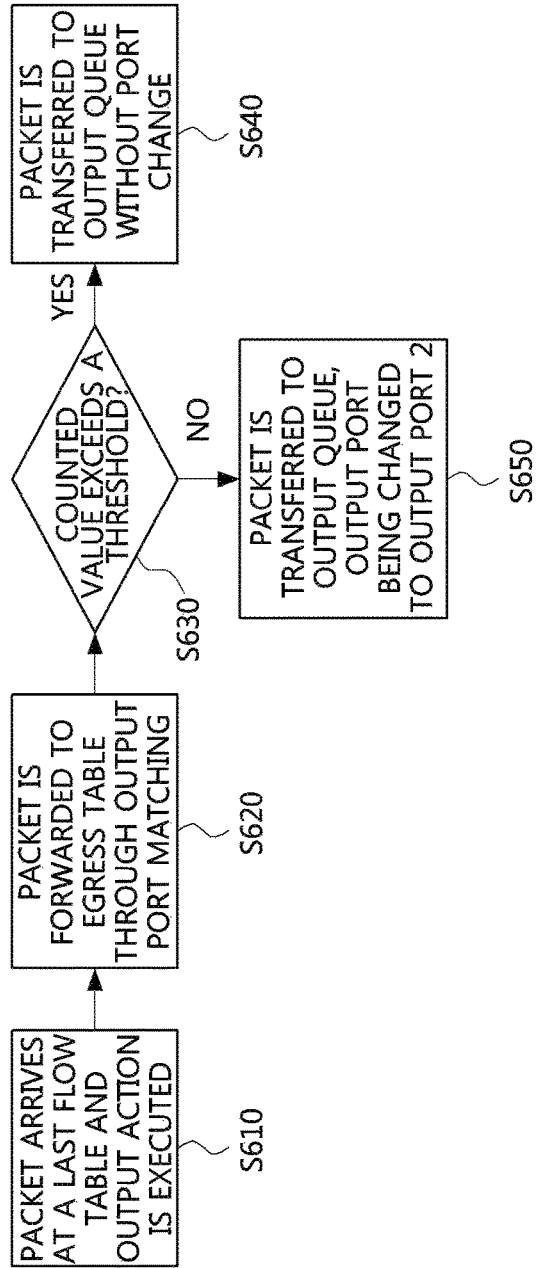 PACKET ARRIVES
AT A LAST FLOW
TABLE AND
OUTPUT ACTION
IS EXECUTED
S610
PACKET IS
FORWARDED TO
EGRESS TABLE
THROUGH OUTPUT
PORT MATCHING
S620
COUNTED
VALUE EXCEEDS A
THRESHOLD?
S630
YES
PACKET IS
TRANSFERRED TO
OUTPUT QUEUE
WITHOUT PORT
CHANGE
S640
NO
PACKET IS
TRANSFERRED TO
OUTPUT QUEUE,
OUTPUT PORT
BEING CHANGED
TO OUTPUT PORT 2
S650